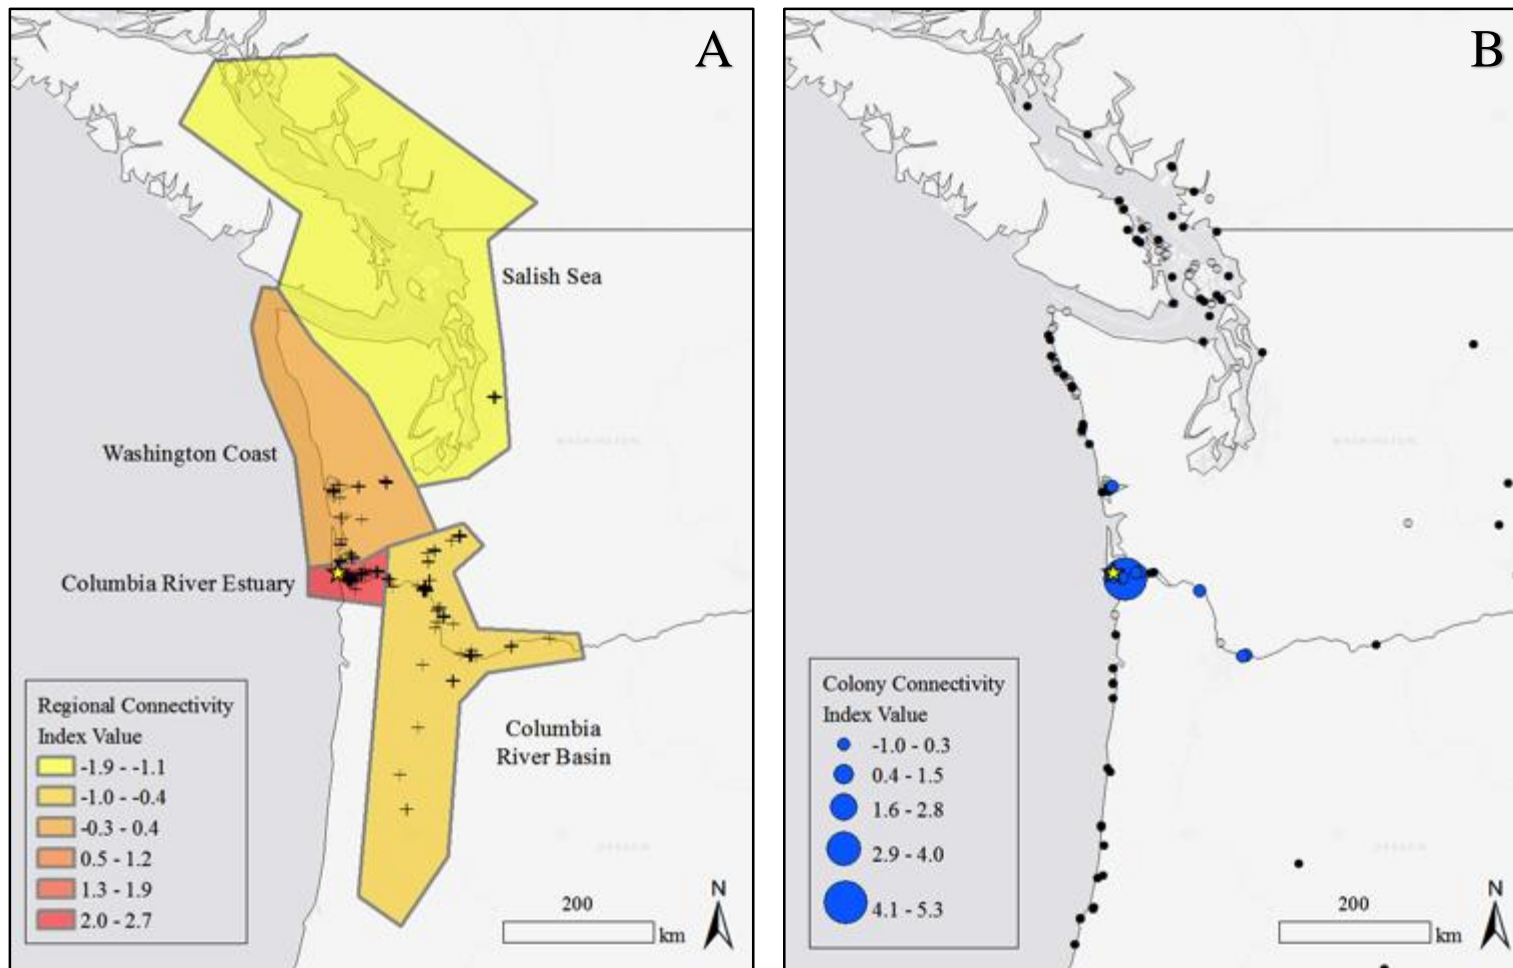 A
Salish Sea
Washington Coast
Columbia River Estuary
Columbia
River Basin
Regional Connectivity
Index Value
-1.9 - -1.1
-1.0 - -0.4
-0.3 - 0.4
0.5 - 1.2
1.3 - 1.9
2.0 - 2.7
200
km
N
B
WASHINGTON
Colony Connectivity
Index Value
-1.0 - 0.3
0.4 - 1.5
1.6 - 2.8
2.9 - 4.0
4.1 - 5.3
200
km
N